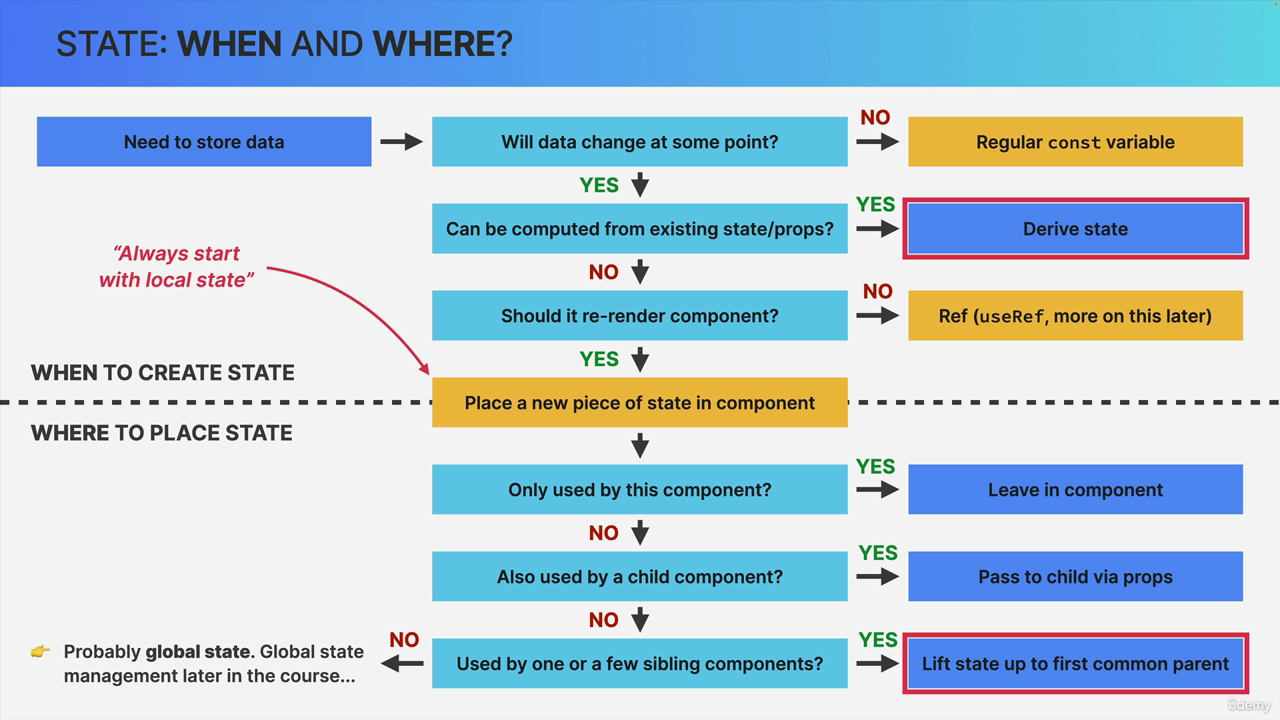 STATE: WHEN AND WHERE?
Need to store data
Will data change at some point?
NO
Regular const variable
YES
Can be computed from existing state/props?
YES
Derive state
“Always start
with local state”
NO
Should it re-render component?
NO
Ref (useRef, more on this later)
YES
WHEN TO CREATE STATE
Place a new piece of state in component
WHERE TO PLACE STATE
Only used by this component?
YES
Leave in component
NO
Also used by a child component?
YES
Pass to child via props
NO
Used by one or a few sibling components?
YES
Lift state up to first common parent
NO
👉 Probably global state. Global state
management later in the course...
ûdemy